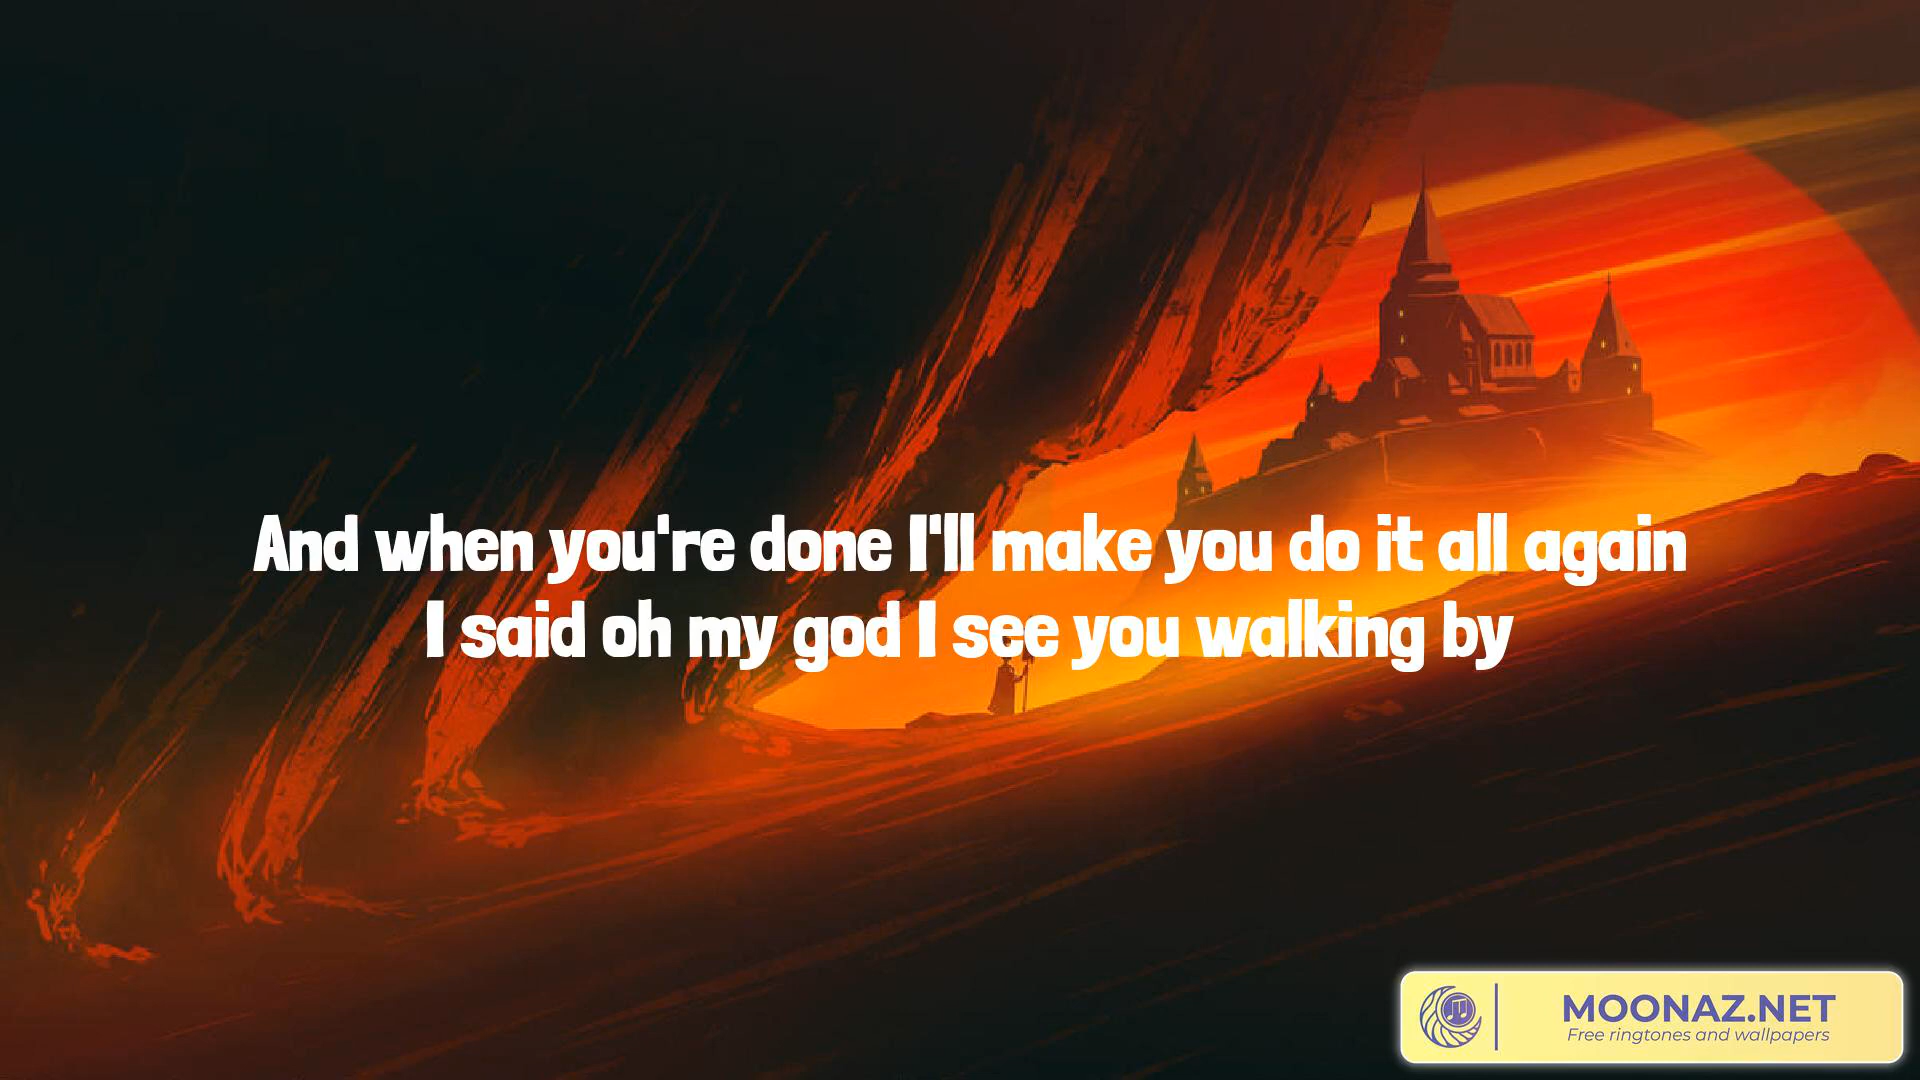 And when you're done I'll make you do it all again
I said oh my god I see you walking by
MOONAZ.NET
Free ringtones and wallpapers